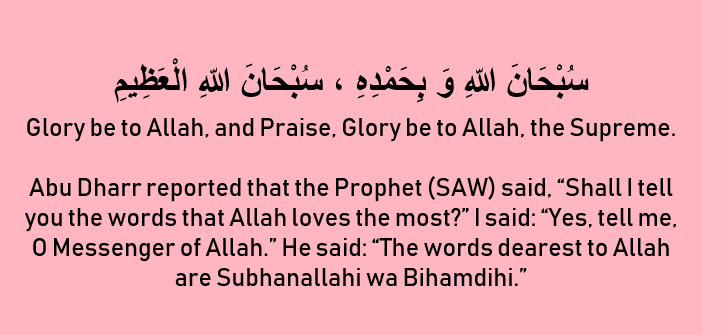 سُبْحَانَ اللّٰهِ وَ بِحَمْدِهِ ، سُبْحَانَ اللّٰهِ الْعَظِيمِ
Glory be to Allah, and Praise, Glory be to Allah, the Supreme.
Abu Dharr reported that the Prophet (SAW) said, “Shall I tell
you the words that Allah loves the most?” I said: “Yes, tell me,
O Messenger of Allah.” He said: “The words dearest to Allah
are Subhanallahi wa Bihamdihi.”